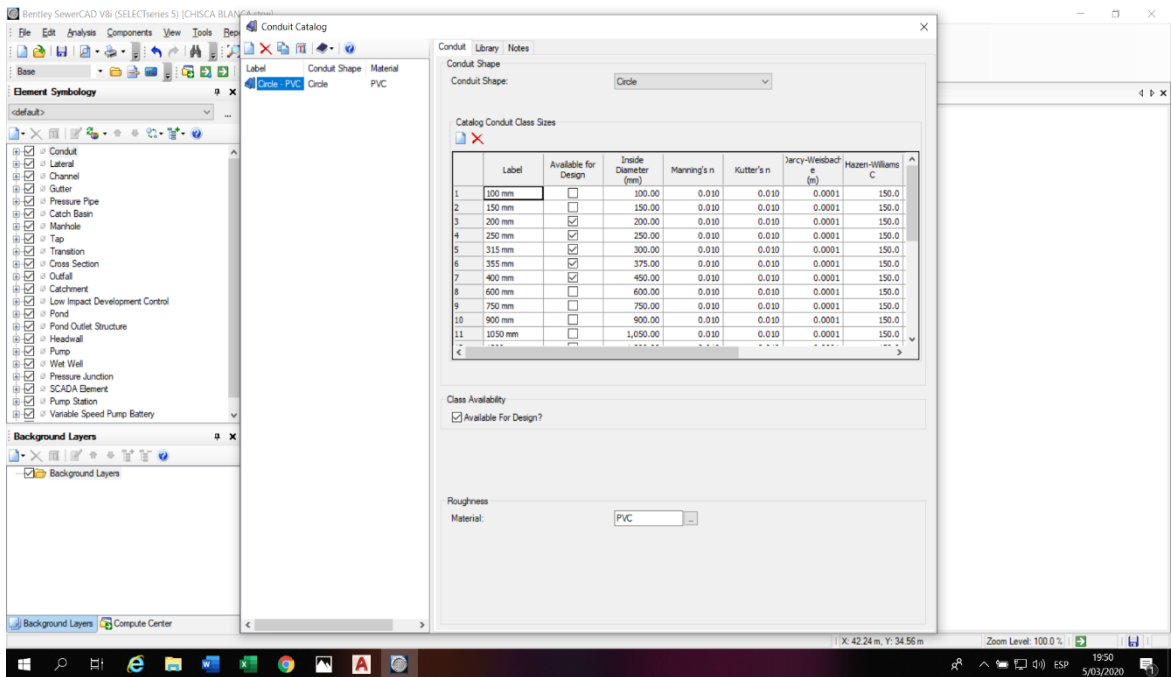 Bentley SewerCAD V8i (SELECTseries 5) [CHISCA BLANCA.stsw]
File Edit Analysis Components View Tools Repo
Base
Element Symbology
<default>
Conduit
Lateral
Channel
Gutter
Pressure Pipe
Catch Basin
Manhole
Tap
Transition
Cross Section
Outfall
Catchment
Low Impact Development Control
Pond
Pond Outlet Structure
Headwall
Pump
Wet Well
Pressure Junction
SCADA Element
Pump Station
Variable Speed Pump Battery
Background Layers
Background Layers
Background Layers Compute Center
Conduit Catalog
Label Conduit Shape Material
Circle - PVC Circle PVC
Conduit Library Notes
Conduit Shape
Conduit Shape: Circle
Catalog Conduit Class Sizes
Label Available for Design Inside Diameter (mm) Manning's n Kutter's n Darcy-Weisbach e (m) Hazen-Williams C
1 100 mm 100.00 0.010 0.010 0.0001 150.0
2 150 mm 150.00 0.010 0.010 0.0001 150.0
3 200 mm 200.00 0.010 0.010 0.0001 150.0
4 250 mm 250.00 0.010 0.010 0.0001 150.0
5 315 mm 300.00 0.010 0.010 0.0001 150.0
6 355 mm 375.00 0.010 0.010 0.0001 150.0
7 400 mm 450.00 0.010 0.010 0.0001 150.0
8 600 mm 600.00 0.010 0.010 0.0001 150.0
9 750 mm 750.00 0.010 0.010 0.0001 150.0
10 900 mm 900.00 0.010 0.010 0.0001 150.0
11 1050 mm 1,050.00 0.010 0.010 0.0001 150.0
Class Availability
Available For Design?
Roughness
Material: PVC
X: 42.24 m, Y: 34.56 m Zoom Level: 100.0 %
ESP
19:50
5/03/2020